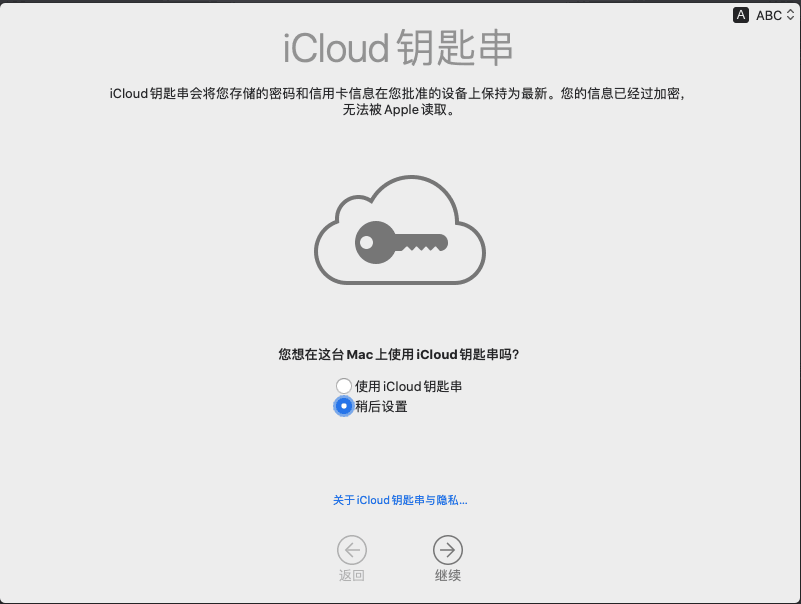 A ABC
iCloud 钥匙串
iCloud 钥匙串会将您存储的密码和信用卡信息在您批准的设备上保持为最新。您的信息已经过加密，
无法被 Apple 读取。
您想在这台 Mac 上使用 iCloud 钥匙串吗？
使用 iCloud 钥匙串
稍后设置
关于 iCloud 钥匙串与隐私...
返回
继续